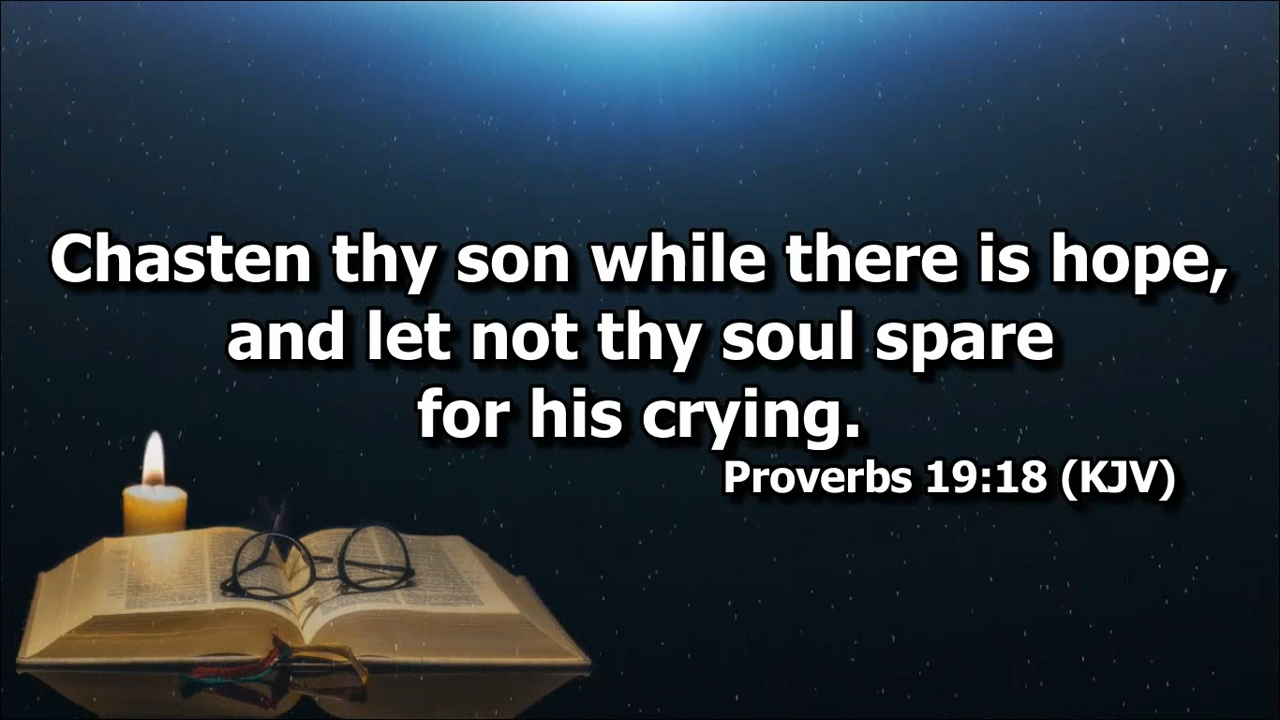 Chasten thy son while there is hope,
and let not thy soul spare
for his crying.
Proverbs 19:18 (KJV)